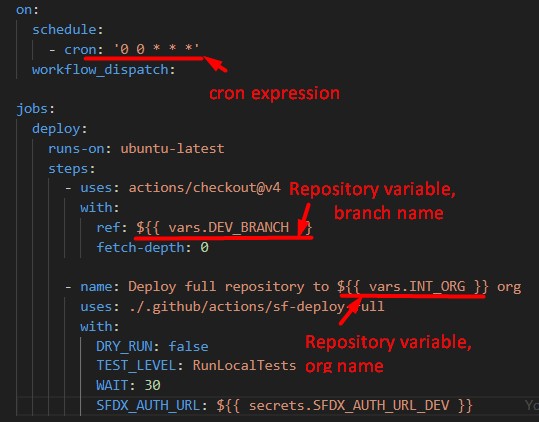 on:
schedule:
- cron: '0 0 * * *'
workflow_dispatch:
cron expression
jobs:
deploy:
runs-on: ubuntu-latest
steps:
- uses: actions/checkout@v4
Repository variable,
branch name
with:
ref: ${{ vars.DEV_BRANCH }}
fetch-depth: 0
- name: Deploy full repository to ${{ vars.INT_ORG }} org
uses: ./.github/actions/sf-deploy-full
with:
Repository variable,
org name
DRY_RUN: false
TEST_LEVEL: RunLocalTests
WAIT: 30
SFDX_AUTH_URL: ${{ secrets.SFDX_AUTH_URL_DEV }}